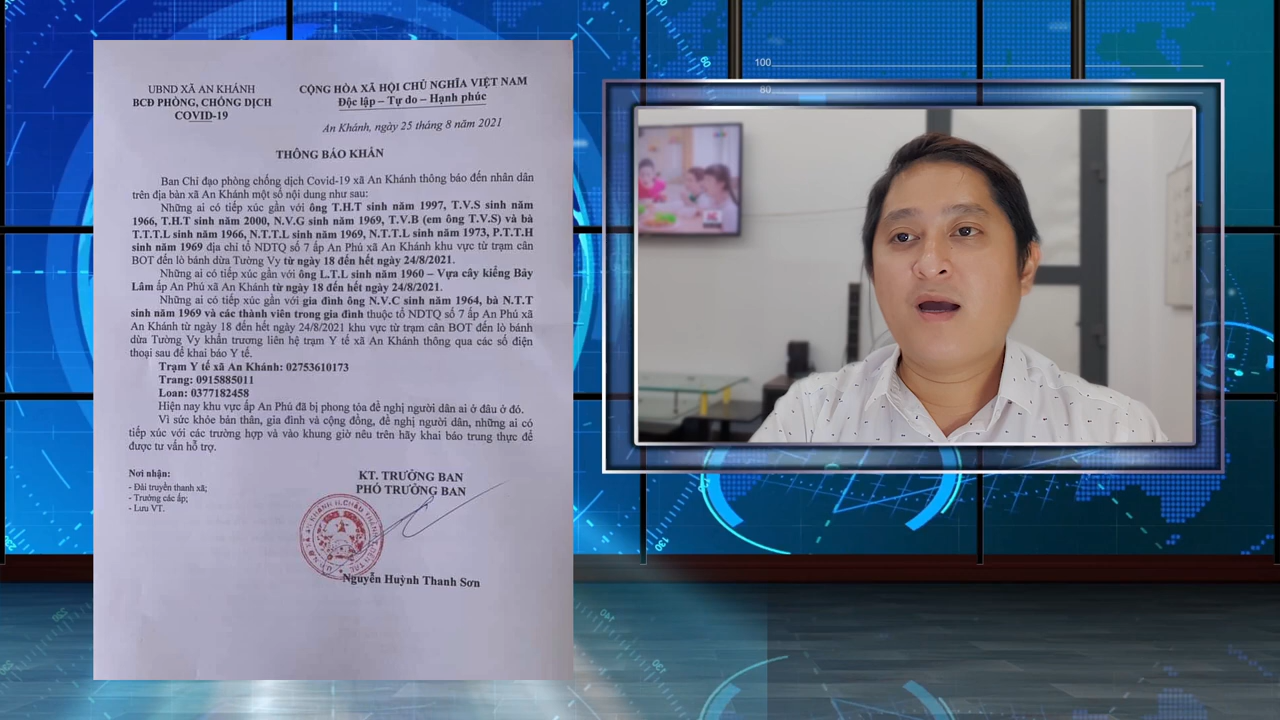 UBND XÃ AN KHÁNH
BCĐ PHÒNG, CHỐNG DỊCH
COVID-19
CỘNG HÒA XÃ HỘI CHỦ NGHĨA VIỆT NAM
Độc lập – Tự do – Hạnh phúc
An Khánh, ngày 25 tháng 8 năm 2021
THÔNG BÁO KHẨN
Ban Chỉ đạo phòng chống dịch Covid-19 xã An Khánh thông báo đến nhân dân
trên địa bàn xã An Khánh một số nội dung như sau:
Những ai có tiếp xúc gần với ông T.H.T sinh năm 1997, T.V.S sinh năm
1966, T.H.T sinh năm 2000, N.V.G sinh năm 1969, T.V.B (em ông T.V.S) và bà
T.T.T.L sinh năm 1966, N.T.T.L sinh năm 1969, N.T.T.L sinh năm 1973, P.T.T.H
sinh năm 1969 địa chỉ tổ NDTQ số 7 ấp An Phú xã An Khánh khu vực từ trạm cân
BOT đến lò bánh dừa Tường Vy từ ngày 18 đến hết ngày 24/8/2021.
Những ai có tiếp xúc gần với ông L.T.L sinh năm 1960 – Vựa cây kiểng Bảy
Lâm ấp An Phú xã An Khánh từ ngày 18 đến hết ngày 24/8/2021.
Những ai có tiếp xúc gần với gia đình ông N.V.C sinh năm 1964, bà N.T.T
sinh năm 1969 và các thành viên trong gia đình thuộc tổ NDTQ số 7 ấp An Phú xã
An Khánh từ ngày 18 đến hết ngày 24/8/2021 khu vực từ trạm cân BOT đến lò bánh
dừa Tường Vy khẩn trương liên hệ trạm Y tế xã An Khánh thông qua các số điện
thoại sau để khai báo Y tế.
Trạm Y tế xã An Khánh: 02753610173
Trang: 0915885011
Loan: 0377182458
Hiện nay khu vực ấp An Phú đã bị phong tỏa đề nghị người dân ai ở đâu ở đó.
Vì sức khỏe bản thân, gia đình và cộng đồng, đề nghị người dân, những ai có
tiếp xúc với các trường hợp và vào khung giờ nêu trên hãy khai báo trung thực để
được tư vấn hỗ trợ.
Nơi nhận:
- Đài truyền thanh xã;
- Trưởng các ấp;
- Lưu VT.
KT. TRƯỞNG BAN
PHÓ TRƯỞNG BAN
Nguyễn Huỳnh Thanh Sơn
100
80
60
130
140